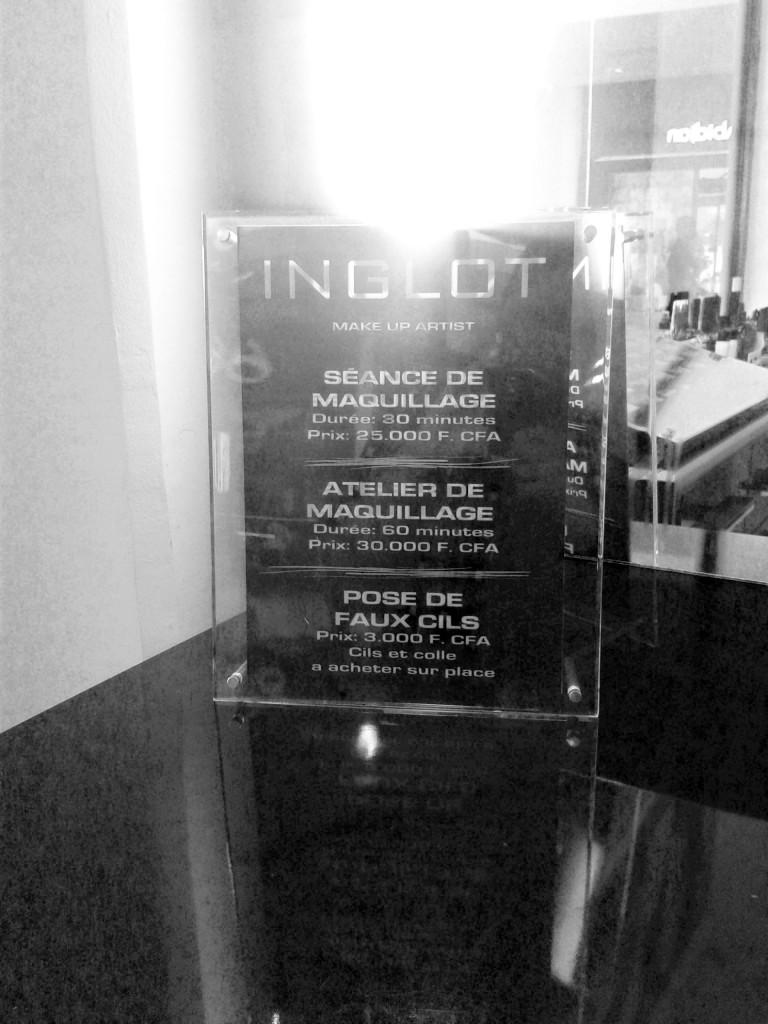 INGLOT
MAKE UP ARTIST
SÉANCE DE
MAQUILLAGE
Durée: 30 minutes
Prix: 25.000 F. CFA
ATELIER DE
MAQUILLAGE
Durée: 60 minutes
Prix: 30.000 F. CFA
POSE DE
FAUX CILS
Prix: 3.000 F. CFA
Cils et colle
a acheter sur place